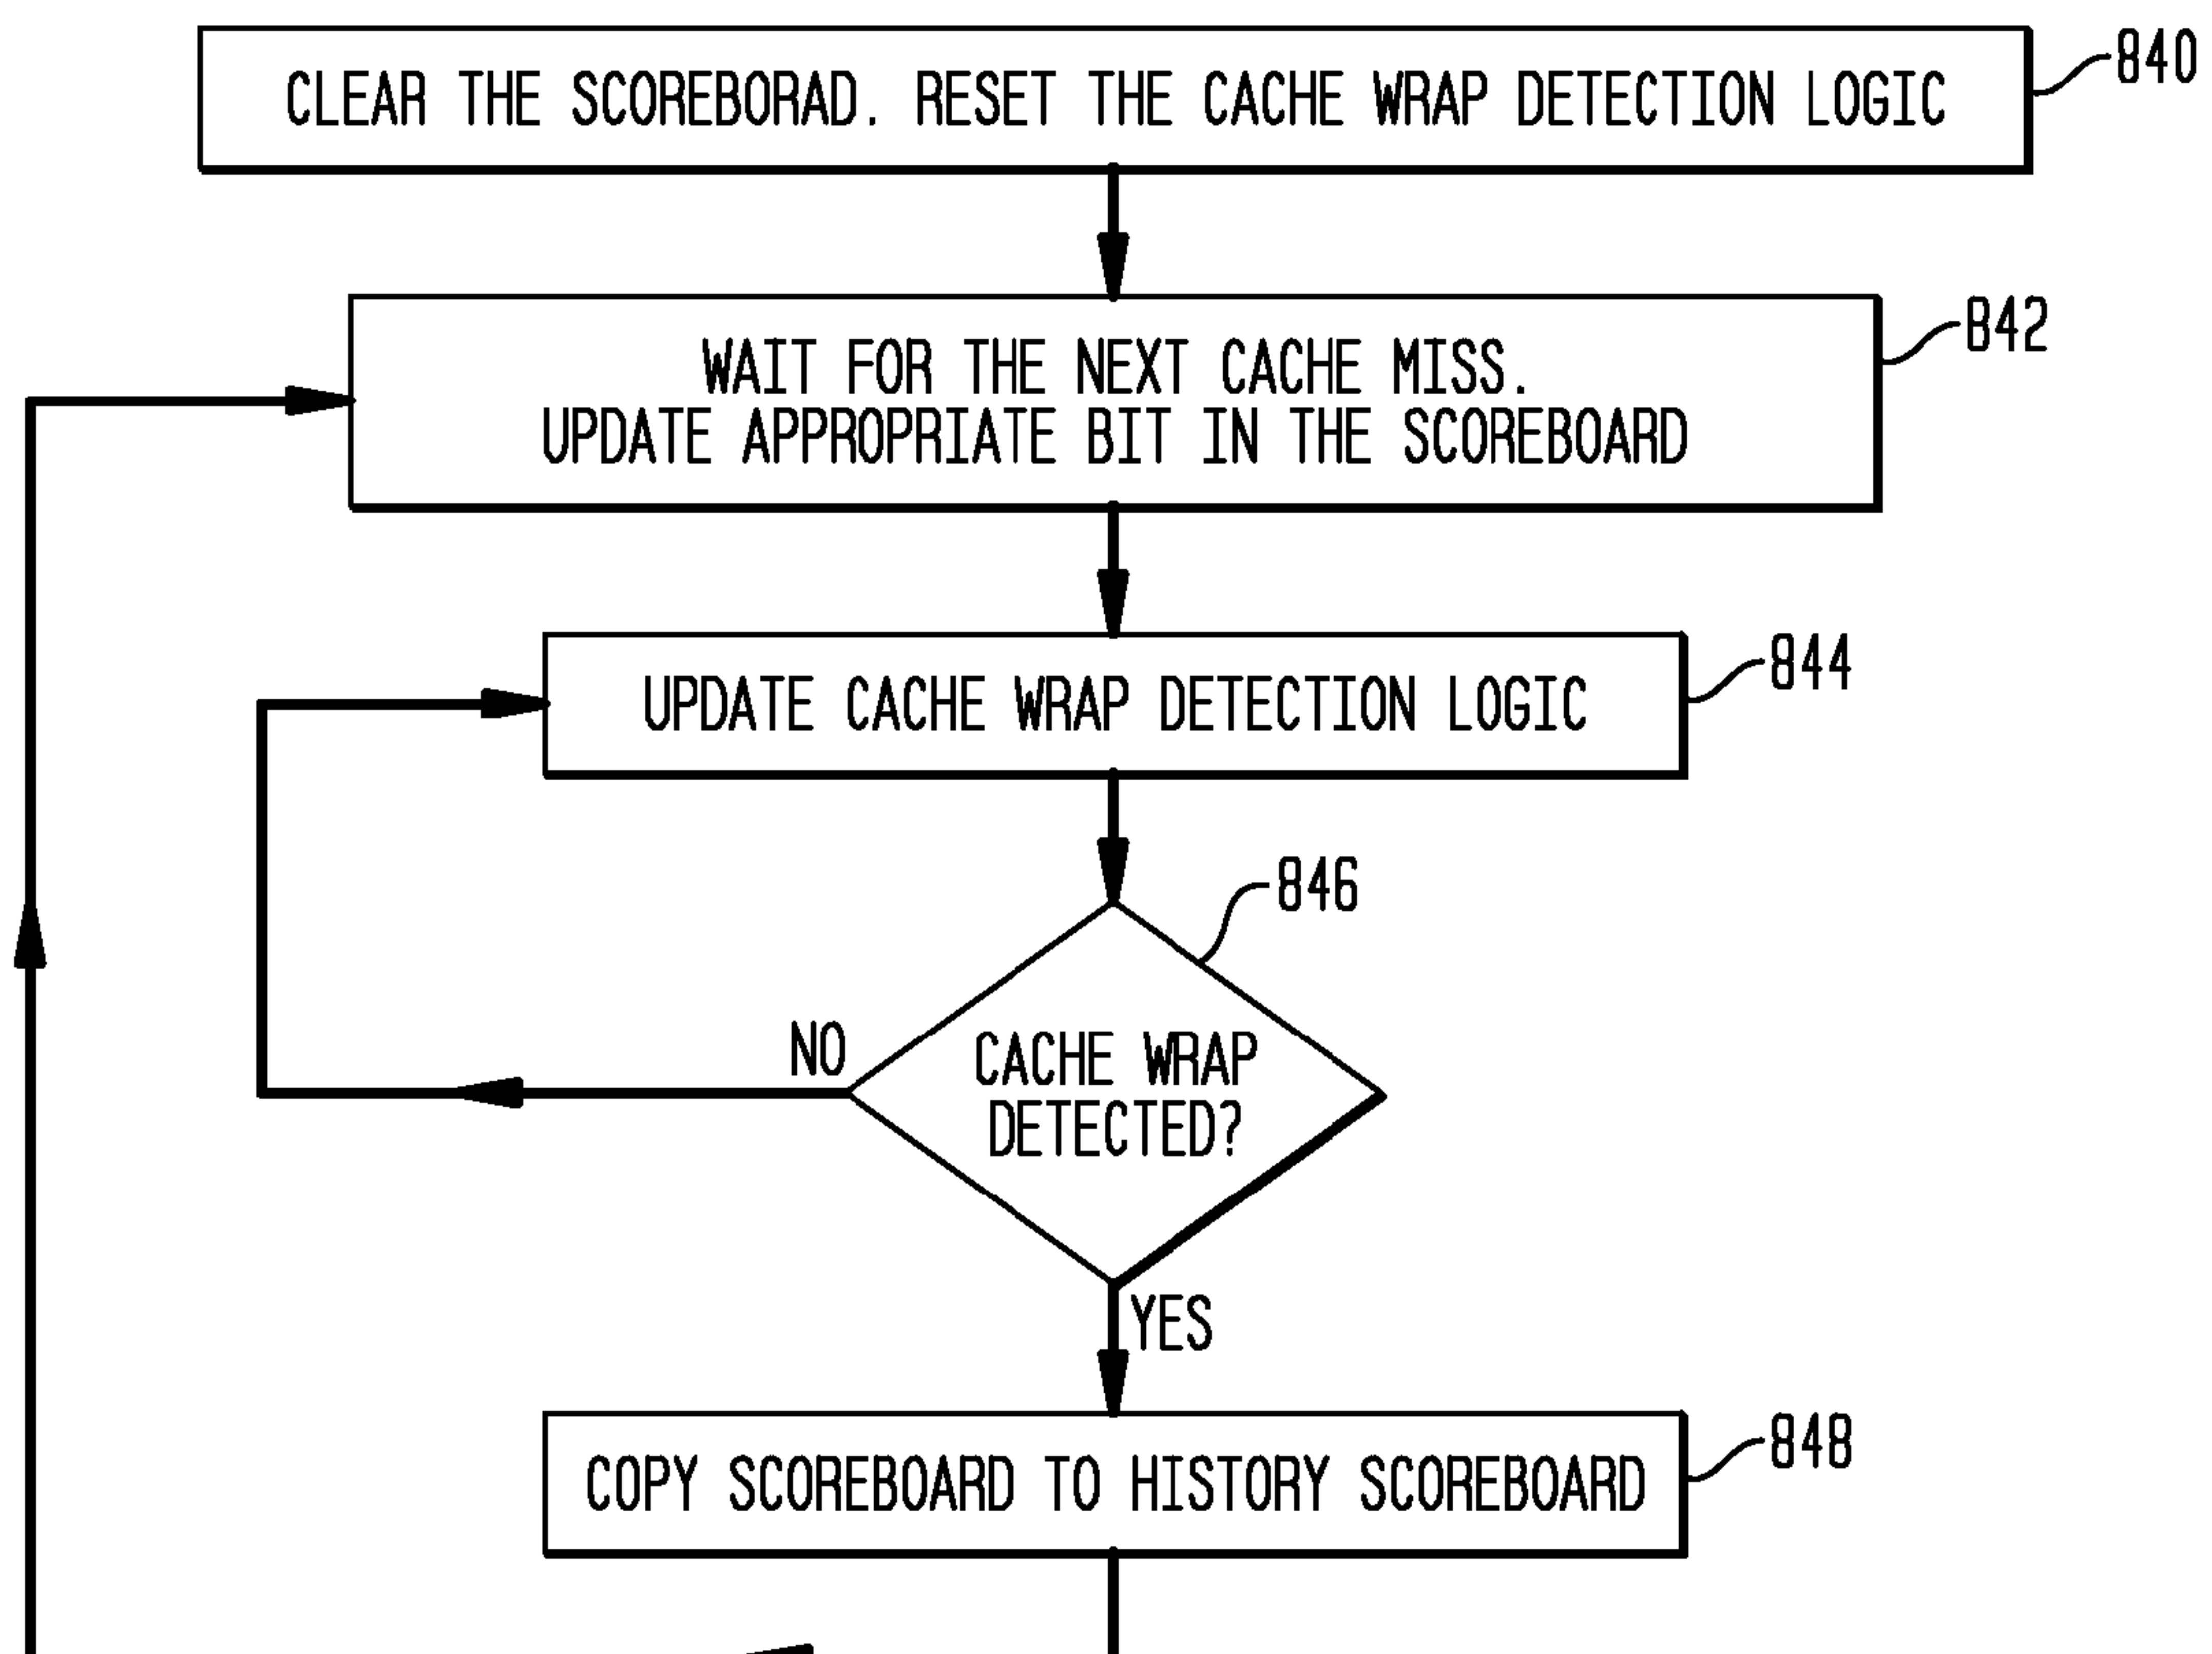 CLEAR THE SCOREBORAD. RESET THE CACHE WRAP DETECTION LOGIC
840
WAIT FOR THE NEXT CACHE MISS.
UPDATE APPROPRIATE BIT IN THE SCOREBOARD
842
UPDATE CACHE WRAP DETECTION LOGIC
844
846
NO
CACHE WRAP
DETECTED?
YES
COPY SCOREBOARD TO HISTORY SCOREBOARD
848